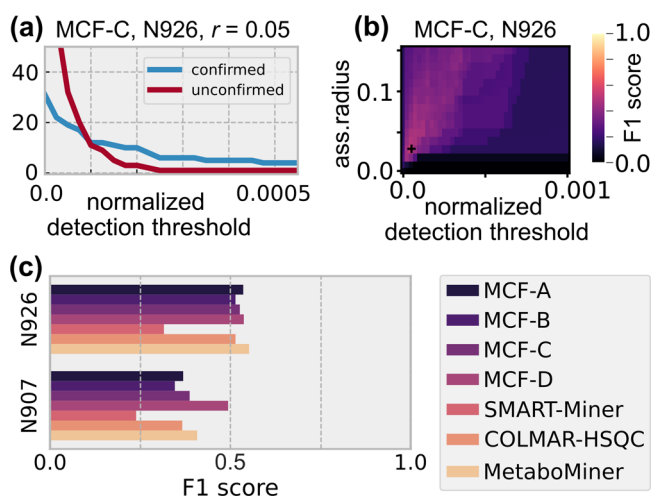 (a) MCF-C, N926, r = 0.05
40
20
0
confirmed
unconfirmed
0.0
0.0005
normalized
detection threshold
(b) MCF-C, N926
ass.radius
0.1
0.0
0.0
0.001
normalized
detection threshold
1.0
0.0
F1 score
(c)
N926
N907
0.0
0.5
1.0
F1 score
MCF-A
MCF-B
MCF-C
MCF-D
SMART-Miner
COLMAR-HSQC
MetaboMiner